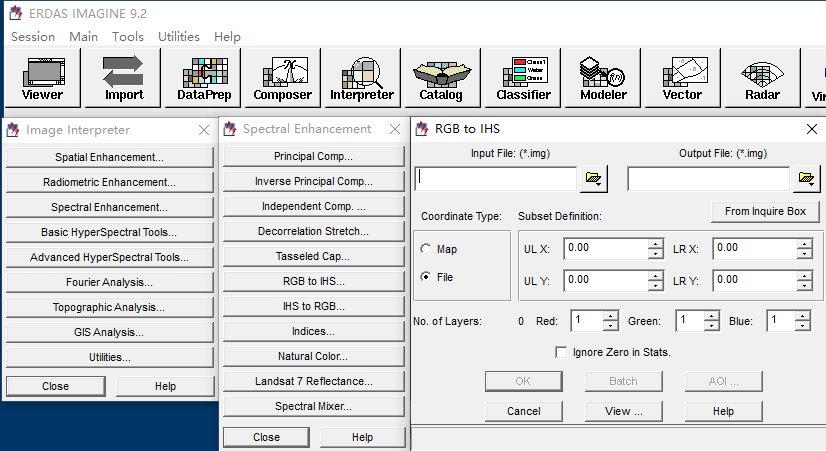 ERDAS IMAGINE 9.2
Session Main Tools Utilities Help
Viewer Import DataPrep Composer Interpreter Catalog Classifier Modeler Vector Radar
Image Interpreter
Spatial Enhancement...
Radiometric Enhancement...
Spectral Enhancement...
Basic HyperSpectral Tools...
Advanced HyperSpectral Tools...
Fourier Analysis...
Topographic Analysis...
GIS Analysis...
Utilities...
Close Help
Spectral Enhancement
Principal Comp...
Inverse Principal Comp...
Independent Comp. ...
Decorrelation Stretch...
Tasseled Cap...
RGB to IHS...
IHS to RGB...
Indices...
Natural Color...
Landsat 7 Reflectance...
Spectral Mixer...
Close Help
RGB to IHS
Input File: (*.img) Output File: (*.img)
From Inquire Box
Coordinate Type: Subset Definition:
Map UL X: 0.00 LR X: 0.00
File UL Y: 0.00 LR Y: 0.00
No. of Layers: 0 Red: 1 Green: 1 Blue: 1
Ignore Zero in Stats.
OK Batch AOI ...
Cancel View ... Help